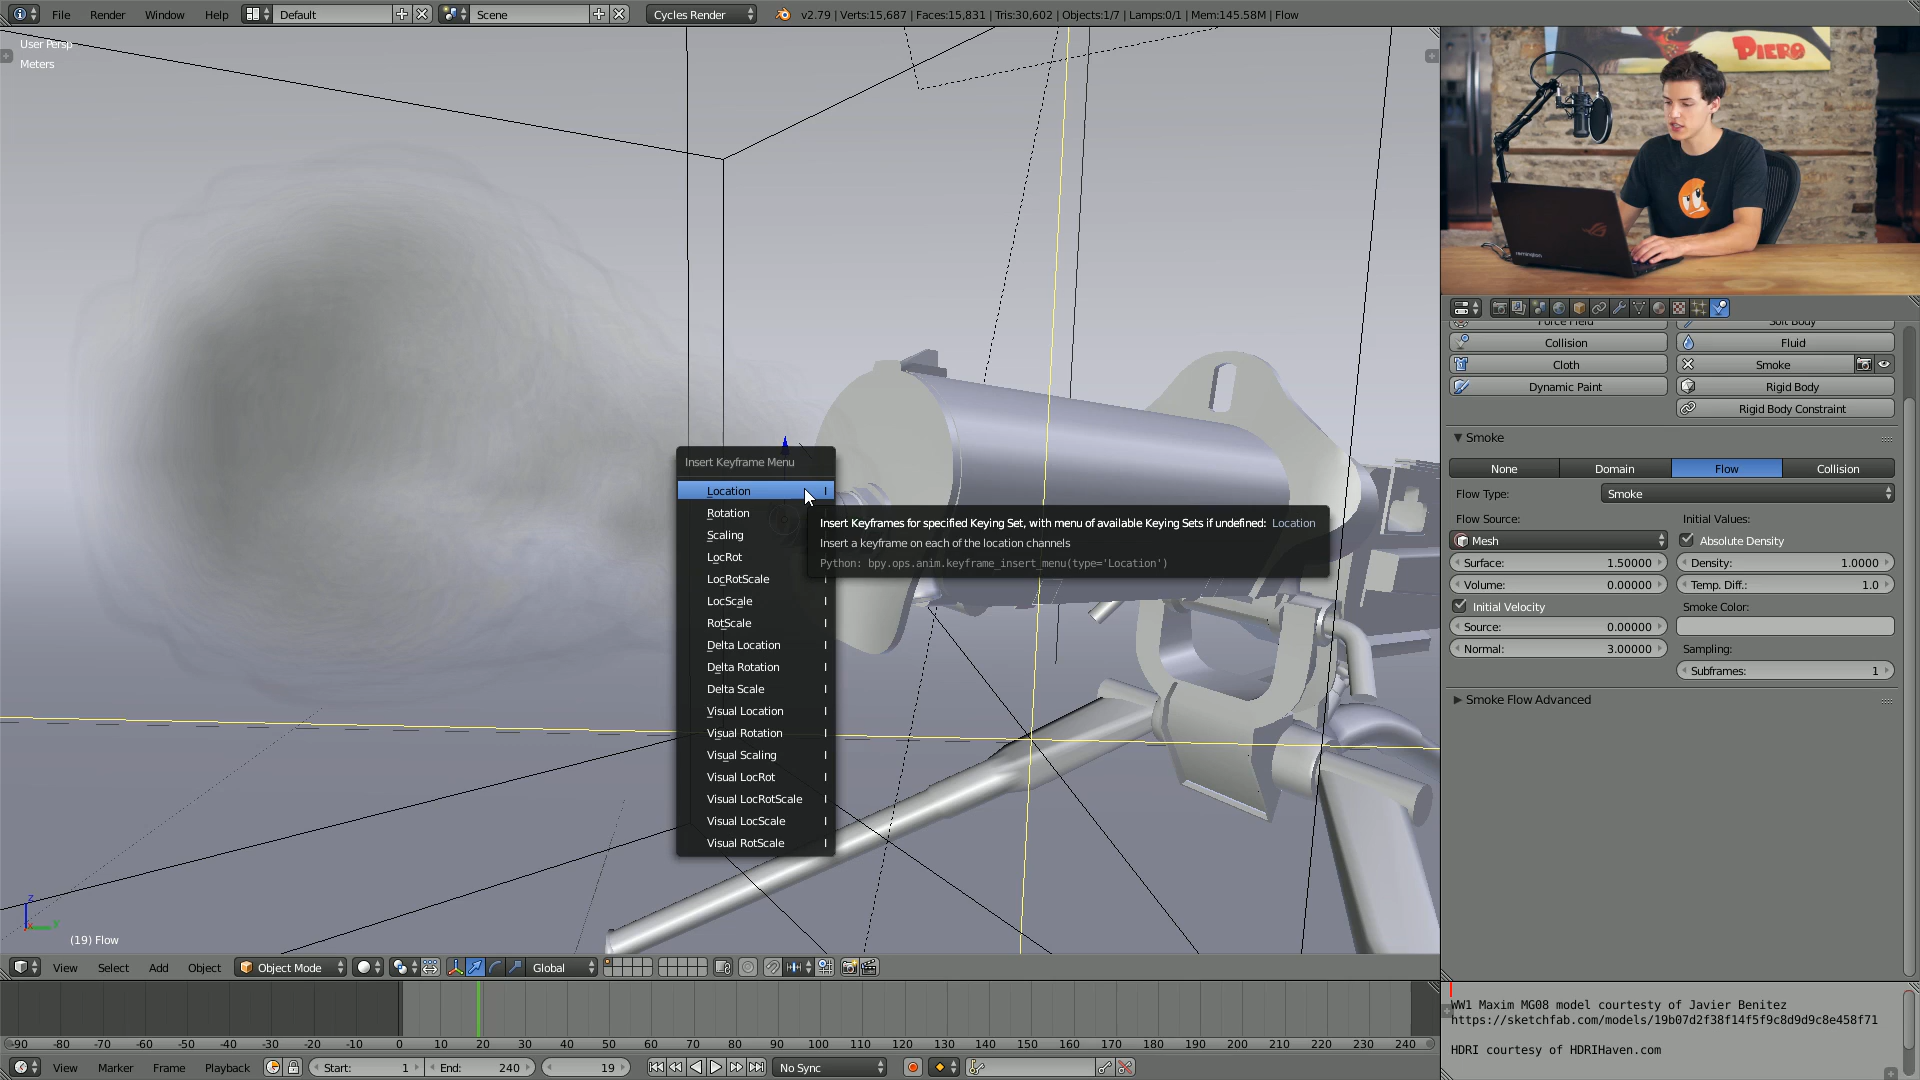 File Render Window Help Default Scene Cycles Render v2.79 | Verts:15,687 | Faces:15,831 | Tris:30,602 | Objects:1/7 | Lamps:0/1 | Mem:145.58M | Flow
User Persp
Meters
PIERO
remington
Force Field Soft Body
Collision Fluid
Cloth Smoke
Dynamic Paint Rigid Body
Rigid Body Constraint
Smoke
None Domain Flow Collision
Flow Type: Smoke
Flow Source: Initial Values:
Mesh Absolute Density
Surface: 1.50000 Density: 1.0000
Volume: 0.00000 Temp. Diff.: 1.0
Initial Velocity Smoke Color:
Source: 0.00000
Normal: 3.00000 Sampling:
Subframes: 1
Smoke Flow Advanced
Insert Keyframe Menu
Location I
Rotation
Scaling
LocRot
LocRotScale I
LocScale I
RotScale I
Delta Location I
Delta Rotation I
Delta Scale I
Visual Location I
Visual Rotation I
Visual Scaling I
Visual LocRot I
Visual LocRotScale I
Visual LocScale I
Visual RotScale I
Insert Keyframes for specified Keying Set, with menu of available Keying Sets if undefined: Location
Insert a keyframe on each of the location channels
Python: bpy.ops.anim.keyframe_insert_menu(type='Location')
z
(19) Flow
View Select Add Object Object Mode Global
-90 -80 -70 -60 -50 -40 -30 -20 -10 0 10 20 30 40 50 60 70 80 90 100 110 120 130 140 150 160 170 180 190 200 210 220 230 240
View Marker Frame Playback Start: 1 End: 240 19 No Sync
WW1 Maxim MG08 model courtesty of Javier Benitez
https://sketchfab.com/models/19b07d2f38f14f5f9c8d9d9c8e458f71
HDRI courtesy of HDRIHaven.com